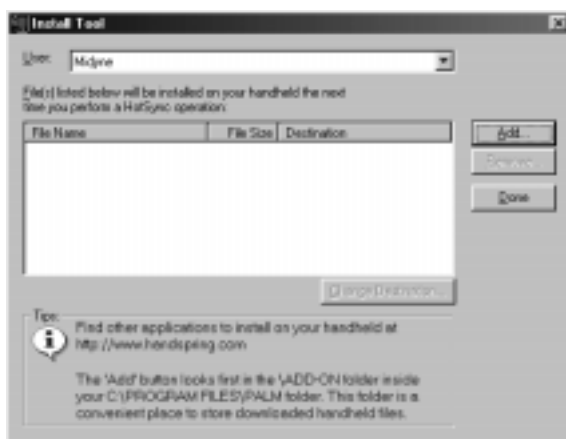 Install Tool
User: Midyne
File(s) listed below will be installed on your handheld the next
time you perform a HotSync operation:
File Name File Size Destination
Add...
Remove...
Done
Change Destination...
Tips:
Find other applications to install on your handheld at
http://www.handspring.com
The 'Add' button looks first in the \ADD-ON folder inside
your C:\PROGRAM FILES\PALM folder. This folder is a
convenient place to store downloaded handheld files.